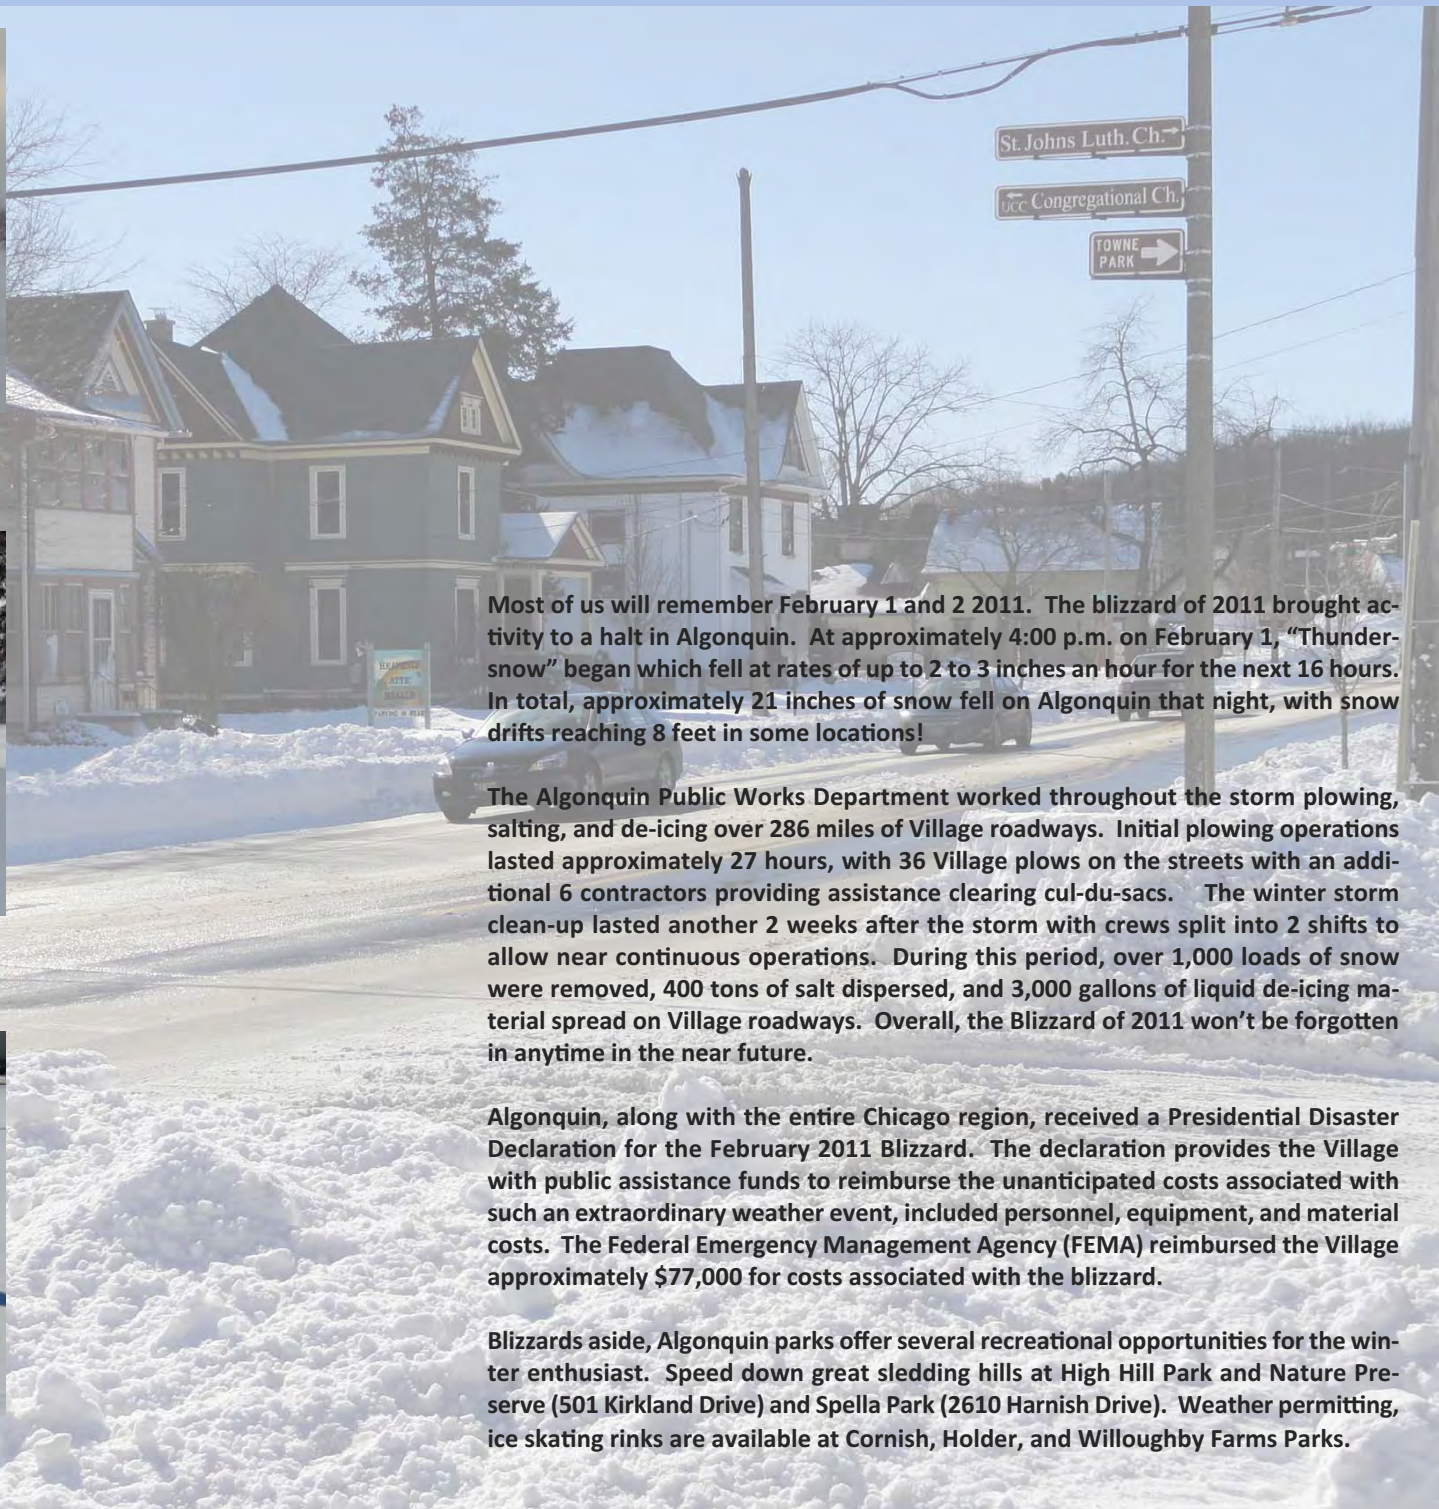 St. Johns Luth. Ch.→
← UCC Congregational Ch.
TOWNE
PARK
HEAVENLY
ATTIC
Most of us will remember February 1 and 2 2011. The blizzard of 2011 brought ac-
tivity to a halt in Algonquin. At approximately 4:00 p.m. on February 1, “Thunder-
snow” began which fell at rates of up to 2 to 3 inches an hour for the next 16 hours.
In total, approximately 21 inches of snow fell on Algonquin that night, with snow
drifts reaching 8 feet in some locations!
The Algonquin Public Works Department worked throughout the storm plowing,
salting, and de-icing over 286 miles of Village roadways. Initial plowing operations
lasted approximately 27 hours, with 36 Village plows on the streets with an addi-
tional 6 contractors providing assistance clearing cul-du-sacs. The winter storm
clean-up lasted another 2 weeks after the storm with crews split into 2 shifts to
allow near continuous operations. During this period, over 1,000 loads of snow
were removed, 400 tons of salt dispersed, and 3,000 gallons of liquid de-icing ma-
terial spread on Village roadways. Overall, the Blizzard of 2011 won’t be forgotten
in anytime in the near future.
Algonquin, along with the entire Chicago region, received a Presidential Disaster
Declaration for the February 2011 Blizzard. The declaration provides the Village
with public assistance funds to reimburse the unanticipated costs associated with
such an extraordinary weather event, included personnel, equipment, and material
costs. The Federal Emergency Management Agency (FEMA) reimbursed the Village
approximately $77,000 for costs associated with the blizzard.
Blizzards aside, Algonquin parks offer several recreational opportunities for the win-
ter enthusiast. Speed down great sledding hills at High Hill Park and Nature Pre-
serve (501 Kirkland Drive) and Spella Park (2610 Harnish Drive). Weather permitting,
ice skating rinks are available at Cornish, Holder, and Willoughby Farms Parks.